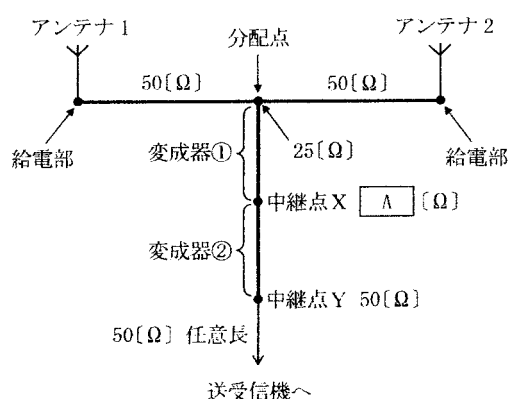 アンテナ1
アンテナ2
分配点
50〔Ω〕
50〔Ω〕
給電部
変成器①
25〔Ω〕
給電部
中継点X A 〔Ω〕
変成器②
中継点Y 50〔Ω〕
50〔Ω〕 任意長
送受信機へ